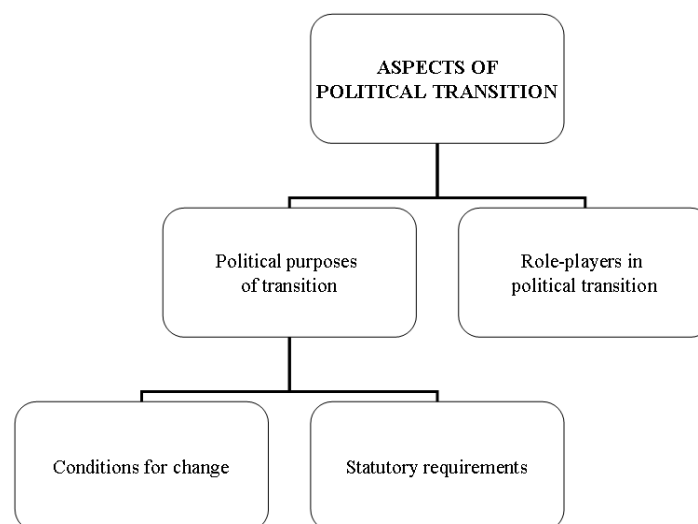 ASPECTS OF
POLITICAL TRANSITION
Political purposes
of transition
Role-players in
political transition
Conditions for change
Statutory requirements